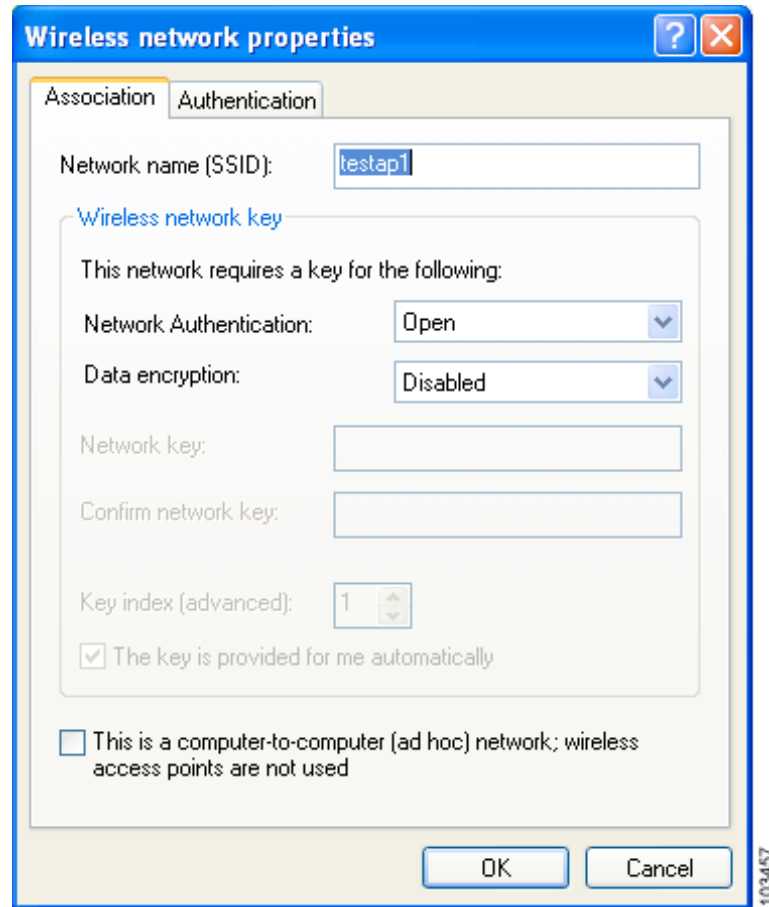 Wireless network properties
Association
Authentication
Network name (SSID):
testap1
Wireless network key
This network requires a key for the following:
Network Authentication:
Open
Data encryption:
Disabled
Network key:
Confirm network key:
Key index (advanced):
1
The key is provided for me automatically
This is a computer-to-computer (ad hoc) network; wireless
access points are not used
OK
Cancel
103457